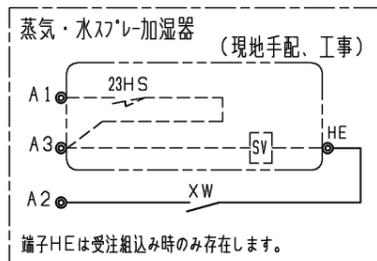 蒸気・水スプレー加湿器
(現地手配、工事)
A1
23HS
A3
SV
HE
A2
XW
端子HEは受注組込み時のみ存在します。